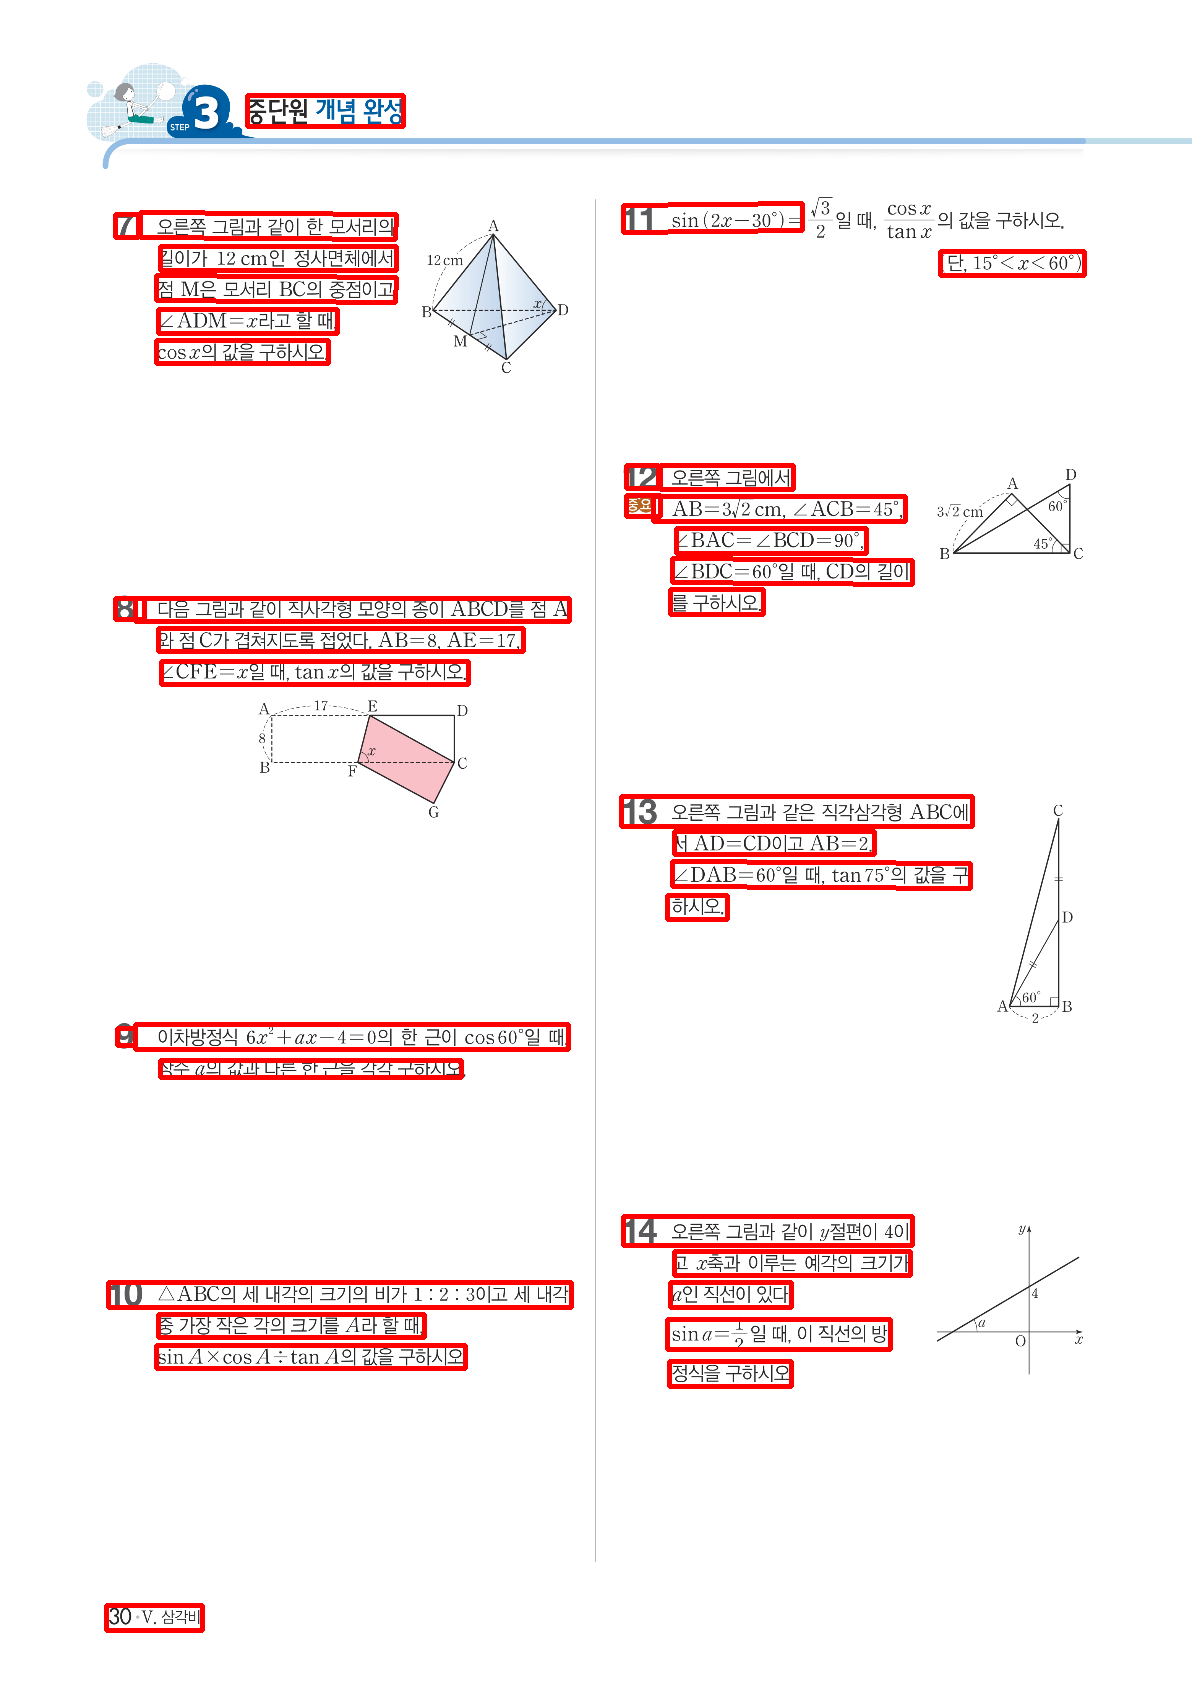 STEP 3 중단원 개념 완성
7 오른쪽 그림과 같이 한 모서리의
길이가 12 cm인 정사면체에서
점 M은 모서리 BC의 중점이고
∠ADM=x라고 할 때,
cos x의 값을 구하시오.
A
12 cm
B
x
D
M
C
8 다음 그림과 같이 직사각형 모양의 종이 ABCD를 점 A
와 점 C가 겹쳐지도록 접었다. AB=8, AE=17,
∠CFE=x일 때, tan x의 값을 구하시오.
A 17 E D
8
x
B F C
G
9 이차방정식 6x²+ax-4=0의 한 근이 cos 60°일 때,
상수 a의 값과 다른 한 근을 각각 구하시오.
10 △ABC의 세 내각의 크기의 비가 1 : 2 : 3이고 세 내각
중 가장 작은 각의 크기를 A라 할 때,
sin A×cos A÷tan A의 값을 구하시오.
11 sin (2x-30°)=√3/2일 때, cos x/tan x의 값을 구하시오.
단, 15°<x<60°)
12 오른쪽 그림에서
중요 AB=3√2 cm, ∠ACB=45°,
∠BAC=∠BCD=90°,
∠BDC=60°일 때, CD의 길이
를 구하시오.
D
A
60°
3√2 cm
45°
B C
13 오른쪽 그림과 같은 직각삼각형 ABC에
서 AD=CD이고 AB=2,
∠DAB=60°일 때, tan 75°의 값을 구
하시오.
C
D
60°
A B
2
14 오른쪽 그림과 같이 y절편이 4이
고 x축과 이루는 예각의 크기가
a인 직선이 있다.
sin a=1/2일 때, 이 직선의 방
정식을 구하시오
y
4
a
O x
30 • V. 삼각비